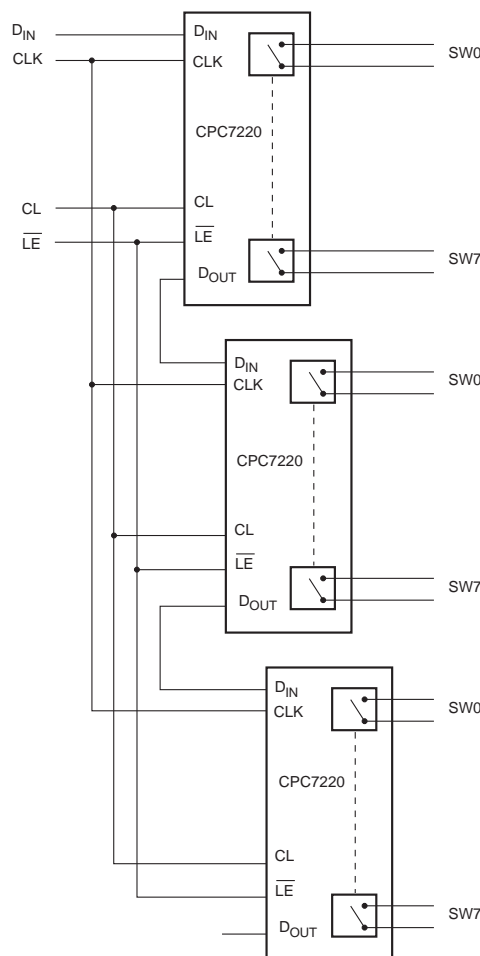 DIN
CLK
CL
LE
DIN
CLK
CPC7220
CL
LE
DOUT
SW0
SW7
DIN
CLK
CPC7220
CL
LE
DOUT
SW0
SW7
DIN
CLK
CPC7220
CL
LE
DOUT
SW0
SW7